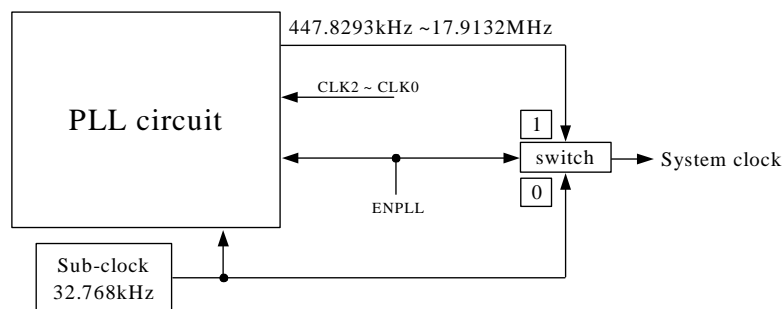 447.8293kHz ~17.9132MHz
CLK2 ~ CLK0
PLL circuit
1
switch
System clock
0
ENPLL
Sub-clock
32.768kHz